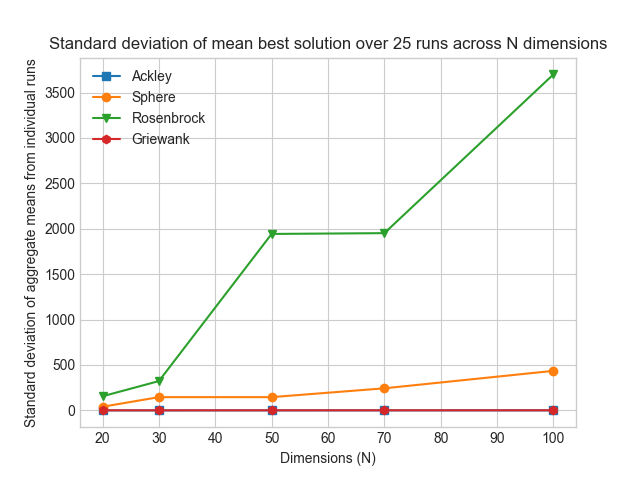 Standard deviation of mean best solution over 25 runs across N dimensions
Standard deviation of aggregate means from individual runs
Ackley
Sphere
Rosenbrock
Griewank
3500
3000
2500
2000
1500
1000
500
0
20 30 40 50 60 70 80 90 100
Dimensions (N)